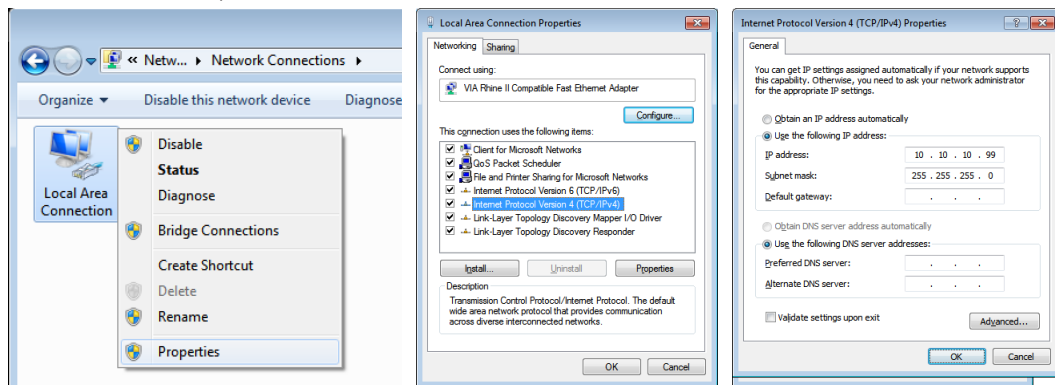 « Netw... ▸ Network Connections ▸
Organize ▼ Disable this network device Diagnose
Local Area
Connection
Disable
Status
Diagnose
Bridge Connections
Create Shortcut
Delete
Rename
Properties
Local Area Connection Properties
Networking Sharing
Connect using:
VIA Rhine II Compatible Fast Ethernet Adapter
Configure...
This connection uses the following items:
Client for Microsoft Networks
QoS Packet Scheduler
File and Printer Sharing for Microsoft Networks
Internet Protocol Version 6 (TCP/IPv6)
Internet Protocol Version 4 (TCP/IPv4)
Link-Layer Topology Discovery Mapper I/O Driver
Link-Layer Topology Discovery Responder
Install... Uninstall Properties
Description
Transmission Control Protocol/Internet Protocol. The default
wide area network protocol that provides communication
across diverse interconnected networks.
OK Cancel
Internet Protocol Version 4 (TCP/IPv4) Properties
General
You can get IP settings assigned automatically if your network supports
this capability. Otherwise, you need to ask your network administrator
for the appropriate IP settings.
Obtain an IP address automatically
Use the following IP address:
IP address: 10 . 10 . 10 . 99
Subnet mask: 255 . 255 . 255 . 0
Default gateway: . . .
Obtain DNS server address automatically
Use the following DNS server addresses:
Preferred DNS server: . . .
Alternate DNS server: . . .
Validate settings upon exit
Advanced...
OK Cancel